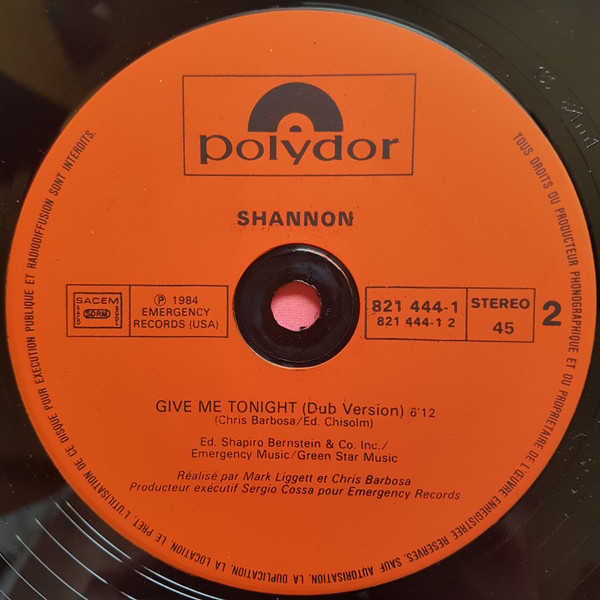 polydor
SHANNON
SACEM
SACD
SDRM
SGDL
Ⓟ 1984
EMERGENCY
RECORDS (USA)
821 444-1
821 444-1 2
STEREO
45
2
GIVE ME TONIGHT (Dub Version) 6'12
(Chris Barbosa/Ed. Chisolm)
Ed. Shapiro Bernstein & Co. Inc./
Emergency Music/Green Star Music
Réalisé par Mark Liggett et Chris Barbosa
Producteur exécutif Sergio Cossa pour Emergency Records
TOUS DROITS DU PRODUCTEUR PHONOGRAPHIQUE ET DU PROPRIETAIRE DE L'ŒUVRE ENREGISTREE RESERVES. SAUF AUTORISATION, LA DUPLICATION, LA LOCATION, LE PRET, L'UTILISATION DE CE DISQUE POUR EXECUTION PUBLIQUE ET RADIODIFFUSION SONT INTERDITS.